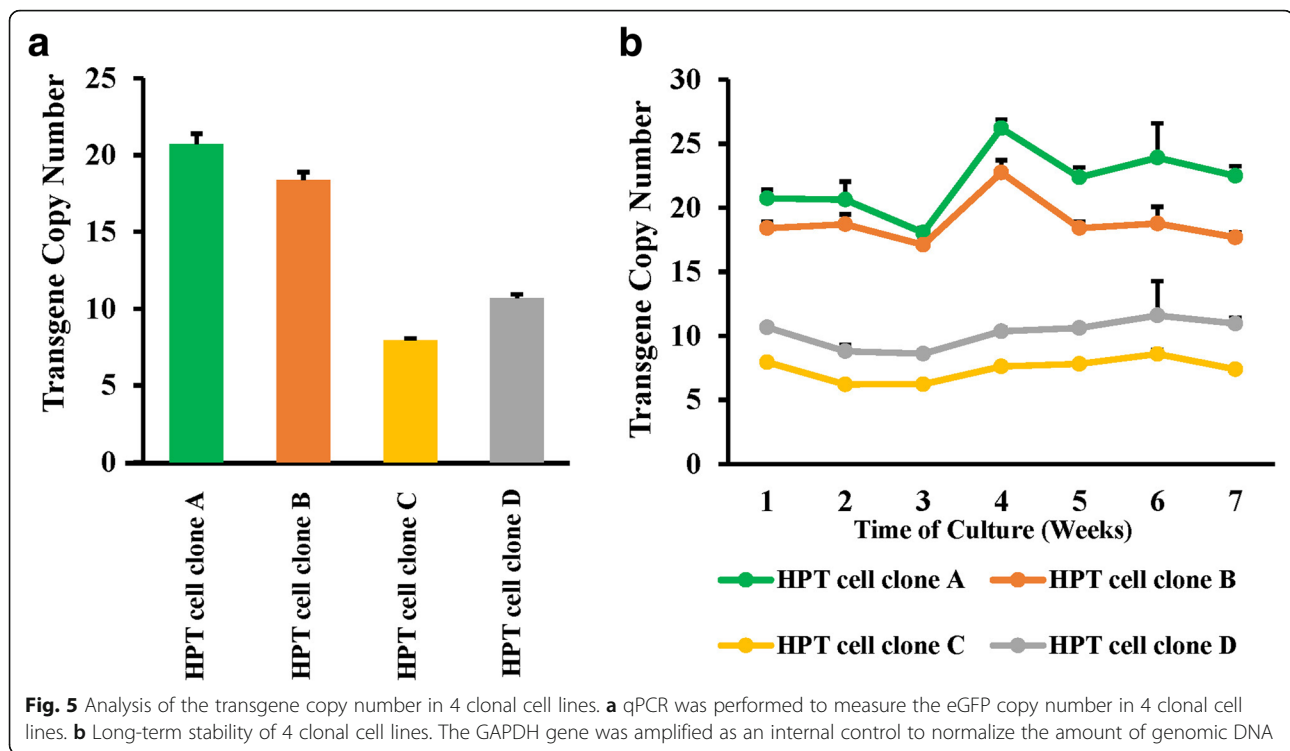 a
25
20
15
10
5
0
Transgene Copy Number
HPT cell clone A
HPT cell clone B
HPT cell clone C
HPT cell clone D
b
30
25
20
15
10
5
0
Transgene Copy Number
1 2 3 4 5 6 7
Time of Culture (Weeks)
HPT cell clone A HPT cell clone B
HPT cell clone C HPT cell clone D
Fig. 5 Analysis of the transgene copy number in 4 clonal cell lines. a qPCR was performed to measure the eGFP copy number in 4 clonal cell
lines. b Long-term stability of 4 clonal cell lines. The GAPDH gene was amplified as an internal control to normalize the amount of genomic DNA